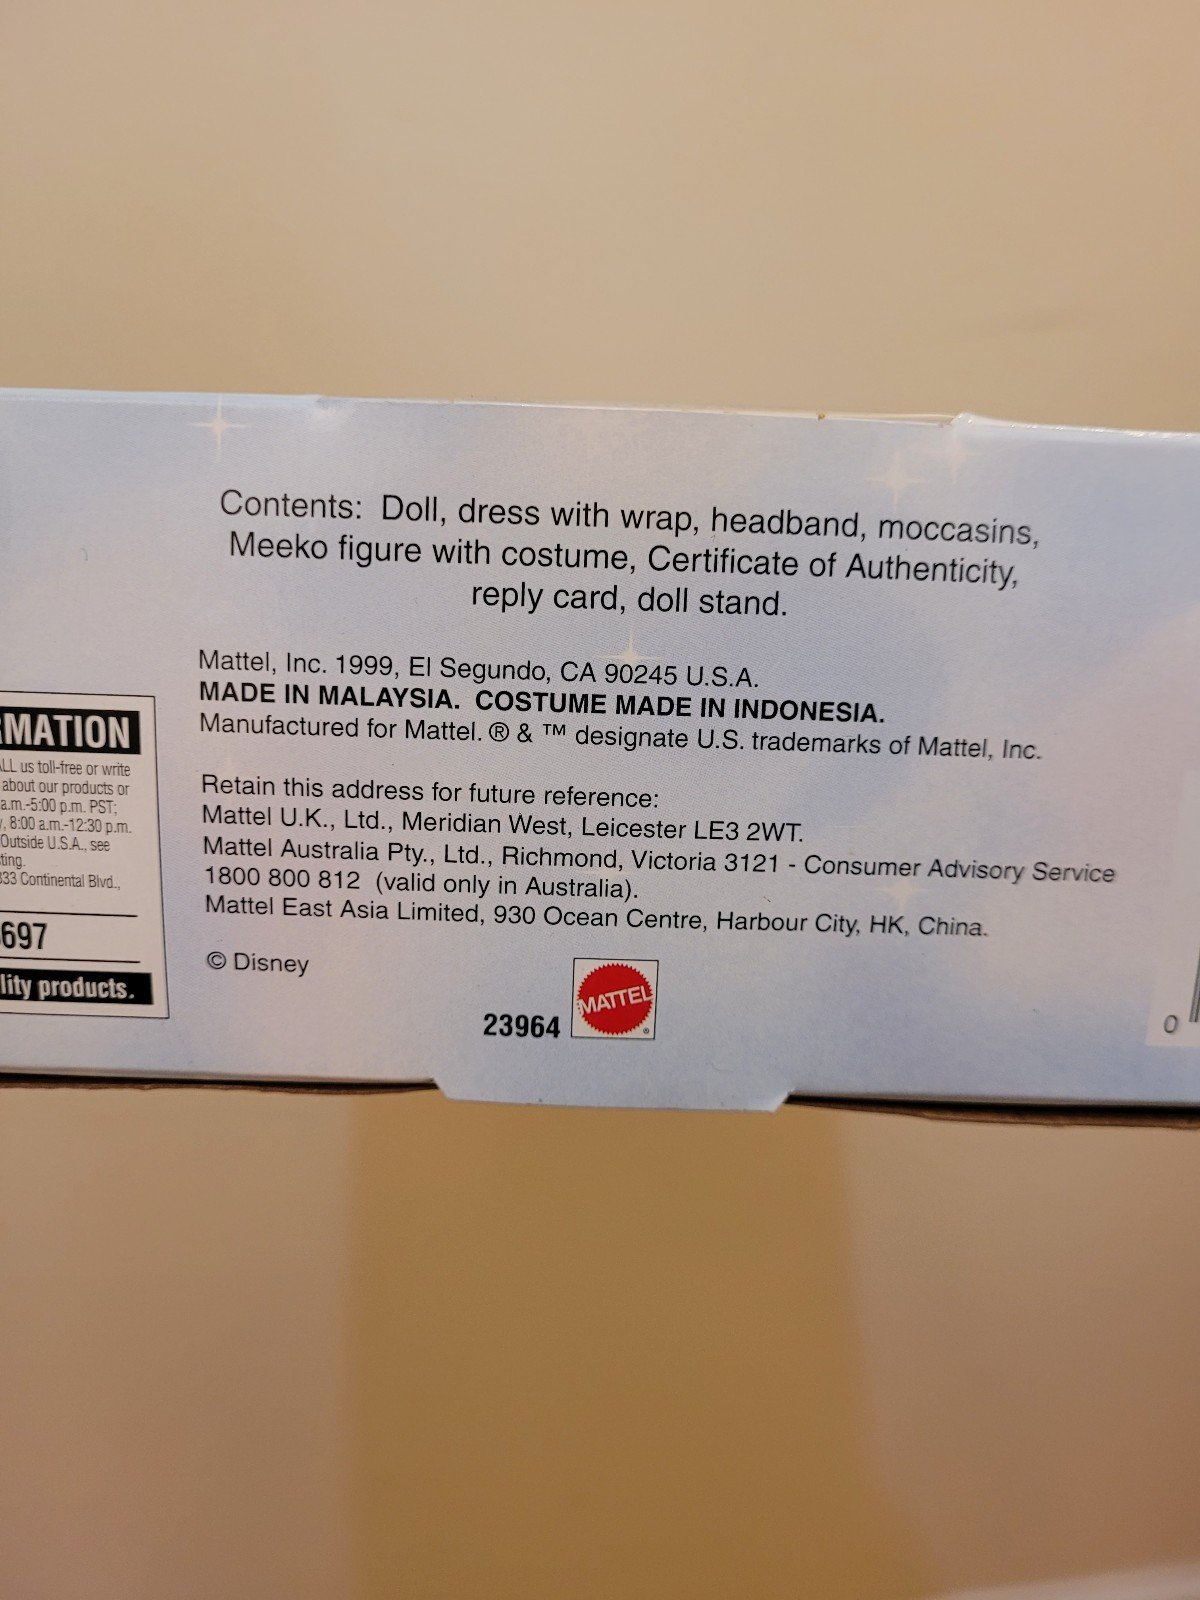 Contents: Doll, dress with wrap, headband, moccasins,
Meeko figure with costume, Certificate of Authenticity,
reply card, doll stand.
Mattel, Inc. 1999, El Segundo, CA 90245 U.S.A.
MADE IN MALAYSIA. COSTUME MADE IN INDONESIA.
Manufactured for Mattel. ® & ™ designate U.S. trademarks of Mattel, Inc.
Retain this address for future reference:
Mattel U.K., Ltd., Meridian West, Leicester LE3 2WT.
Mattel Australia Pty., Ltd., Richmond, Victoria 3121 - Consumer Advisory Service
1800 800 812 (valid only in Australia).
Mattel East Asia Limited, 930 Ocean Centre, Harbour City, HK, China.
© Disney
23964
MATTEL®
RMATION
ALL us toll-free or write
about our products or
a.m.-5:00 p.m. PST;
, 8:00 a.m.-12:30 p.m.
Outside U.S.A., see
ting.
333 Continental Blvd.,
697
lity products.
0